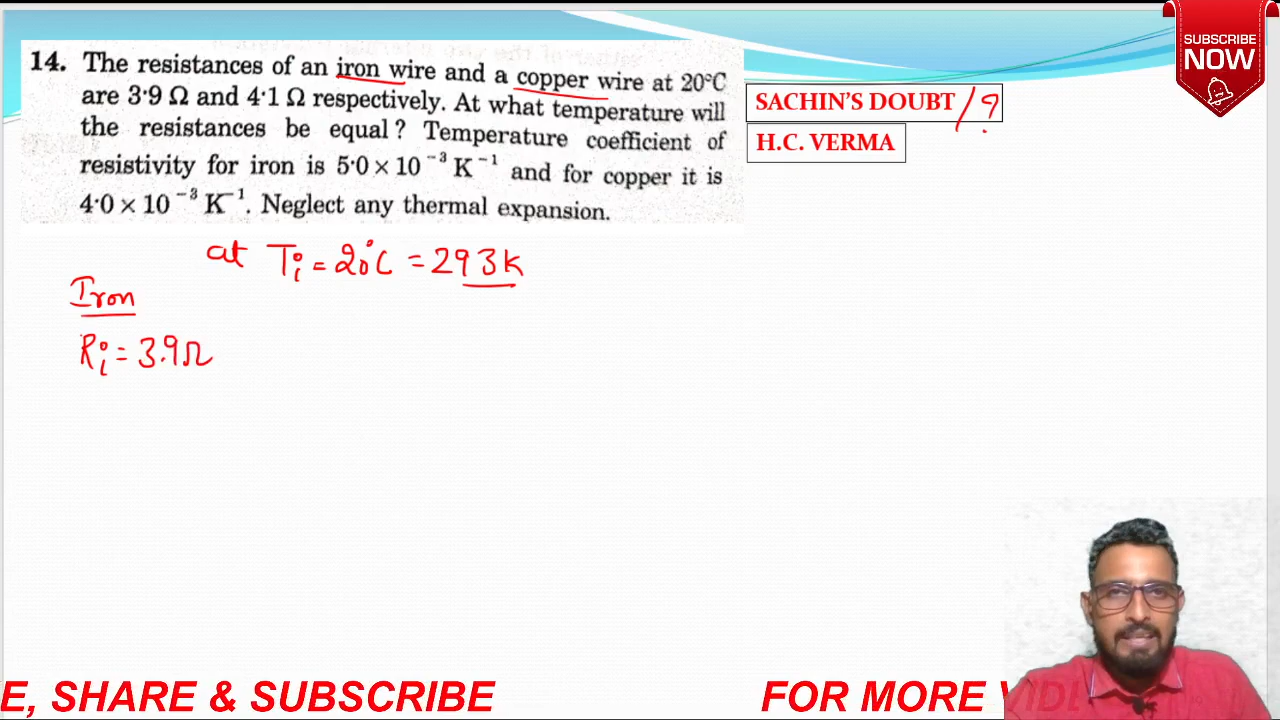 SUBSCRIBE
NOW
14. The resistances of an iron wire and a copper wire at 20°C
are 3·9 Ω and 4·1 Ω respectively. At what temperature will
the resistances be equal? Temperature coefficient of
resistivity for iron is 5·0 × 10⁻³ K⁻¹ and for copper it is
4·0 × 10⁻³ K⁻¹. Neglect any thermal expansion.
SACHIN'S DOUBT /?
H.C. VERMA
at Ti = 20°C = 293K
Iron
Ri = 3.9Ω
E, SHARE & SUBSCRIBE FOR MORE VID